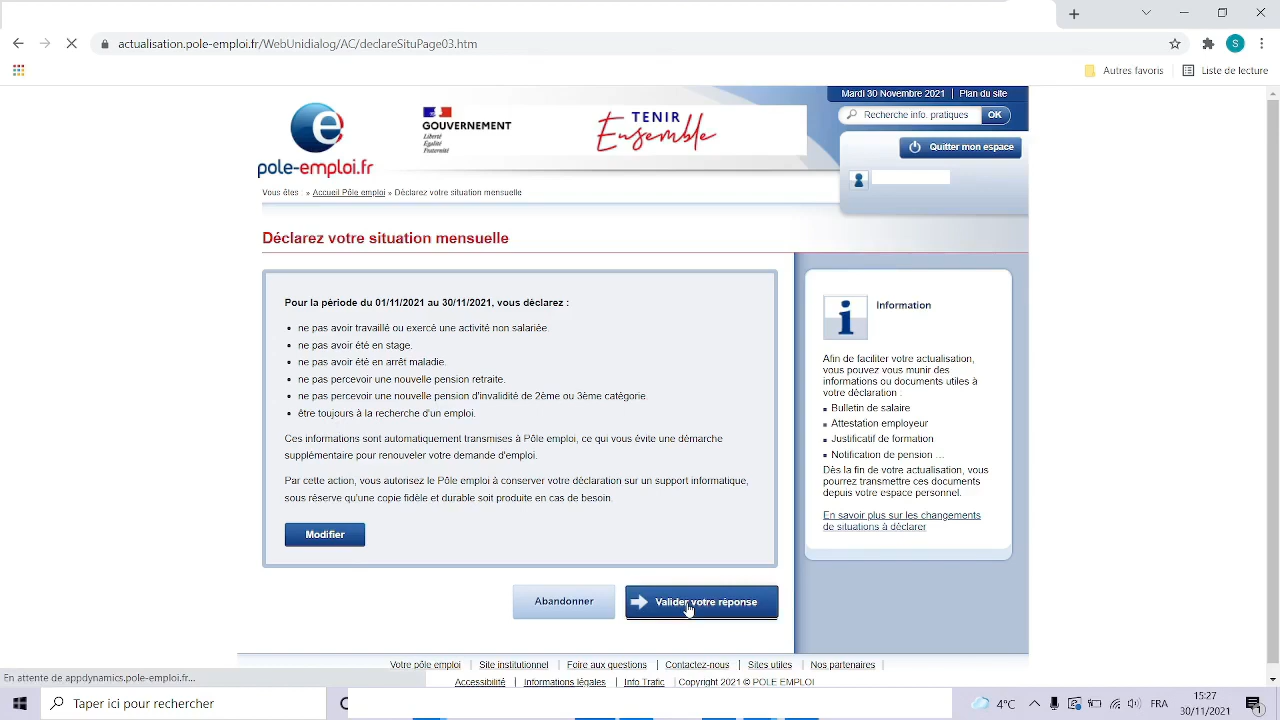 actualisation.pole-emploi.fr/WebUnidialog/AC/declareSituPage03.htm
S
Autres favoris
Liste de lecture
Mardi 30 Novembre 2021 | Plan du site
Recherche info. pratiques OK
Quitter mon espace
pole-emploi.fr
GOUVERNEMENT
Liberté
Égalité
Fraternité
TENIR
Ensemble
Vous êtes : » Accueil Pôle emploi » Déclarez votre situation mensuelle
Déclarez votre situation mensuelle
Pour la période du 01/11/2021 au 30/11/2021, vous déclarez :
ne pas avoir travaillé ou exercé une activité non salariée.
ne pas avoir été en stage.
ne pas avoir été en arrêt maladie.
ne pas percevoir une nouvelle pension retraite.
ne pas percevoir une nouvelle pension d'invalidité de 2ème ou 3ème catégorie.
être toujours à la recherche d'un emploi.
Ces informations sont automatiquement transmises à Pôle emploi, ce qui vous évite une démarche
supplémentaire pour renouveler votre demande d'emploi.
Par cette action, vous autorisez le Pôle emploi à conserver votre déclaration sur un support informatique,
sous réserve qu'une copie fidèle et durable soit produite en cas de besoin.
Modifier
Abandonner
Valider votre réponse
Information
Afin de faciliter votre actualisation,
vous pouvez vous munir des
informations ou documents utiles à
votre déclaration :
Bulletin de salaire
Attestation employeur
Justificatif de formation
Notification de pension ...
Dès la fin de votre actualisation, vous
pourrez transmettre ces documents
depuis votre espace personnel.
En savoir plus sur les changements
de situations à déclarer
Votre pôle emploi | Site institutionnel | Foire aux questions | Contactez-nous | Sites utiles | Nos partenaires |
Accessibilité | Informations légales | Info Trafic | Copyright 2021 © POLE EMPLOI
En attente de appdynamics.pole-emploi.fr...
Taper ici pour rechercher
4°C
FR
15:27
30/11/2021